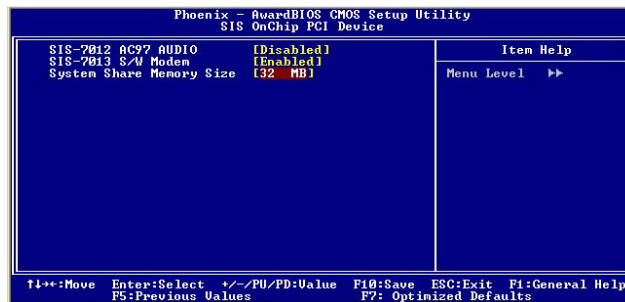 Phoenix - AwardBIOS CMOS Setup Utility
SIS OnChip PCI Device
SIS-7012 AC97 AUDIO [Disabled]
SIS-7013 S/W Modem [Enabled]
System Share Memory Size [32 MB]
Item Help
Menu Level ►►
↑↓→←:Move Enter:Select +/-/PU/PD:Value F10:Save ESC:Exit F1:General Help
F5:Previous Values F7: Optimized Defaults